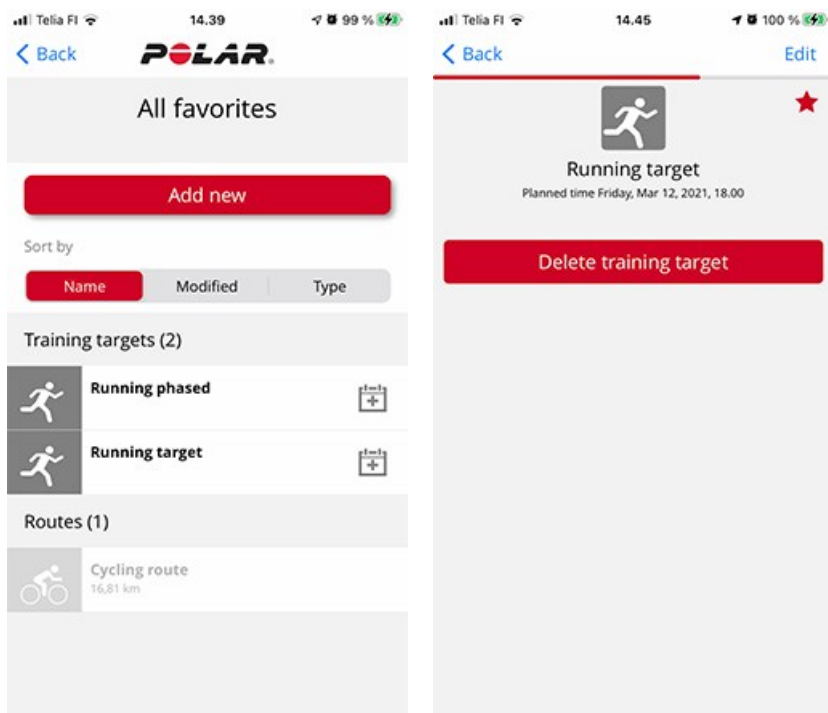 Telia FI 14.39 99 %
Back POLAR.
All favorites
Add new
Sort by
Name Modified Type
Training targets (2)
Running phased
Running target
Routes (1)
Cycling route
16,81 km
Telia FI 14.45 100 %
Back Edit
Running target
Planned time Friday, Mar 12, 2021, 18.00
Delete training target